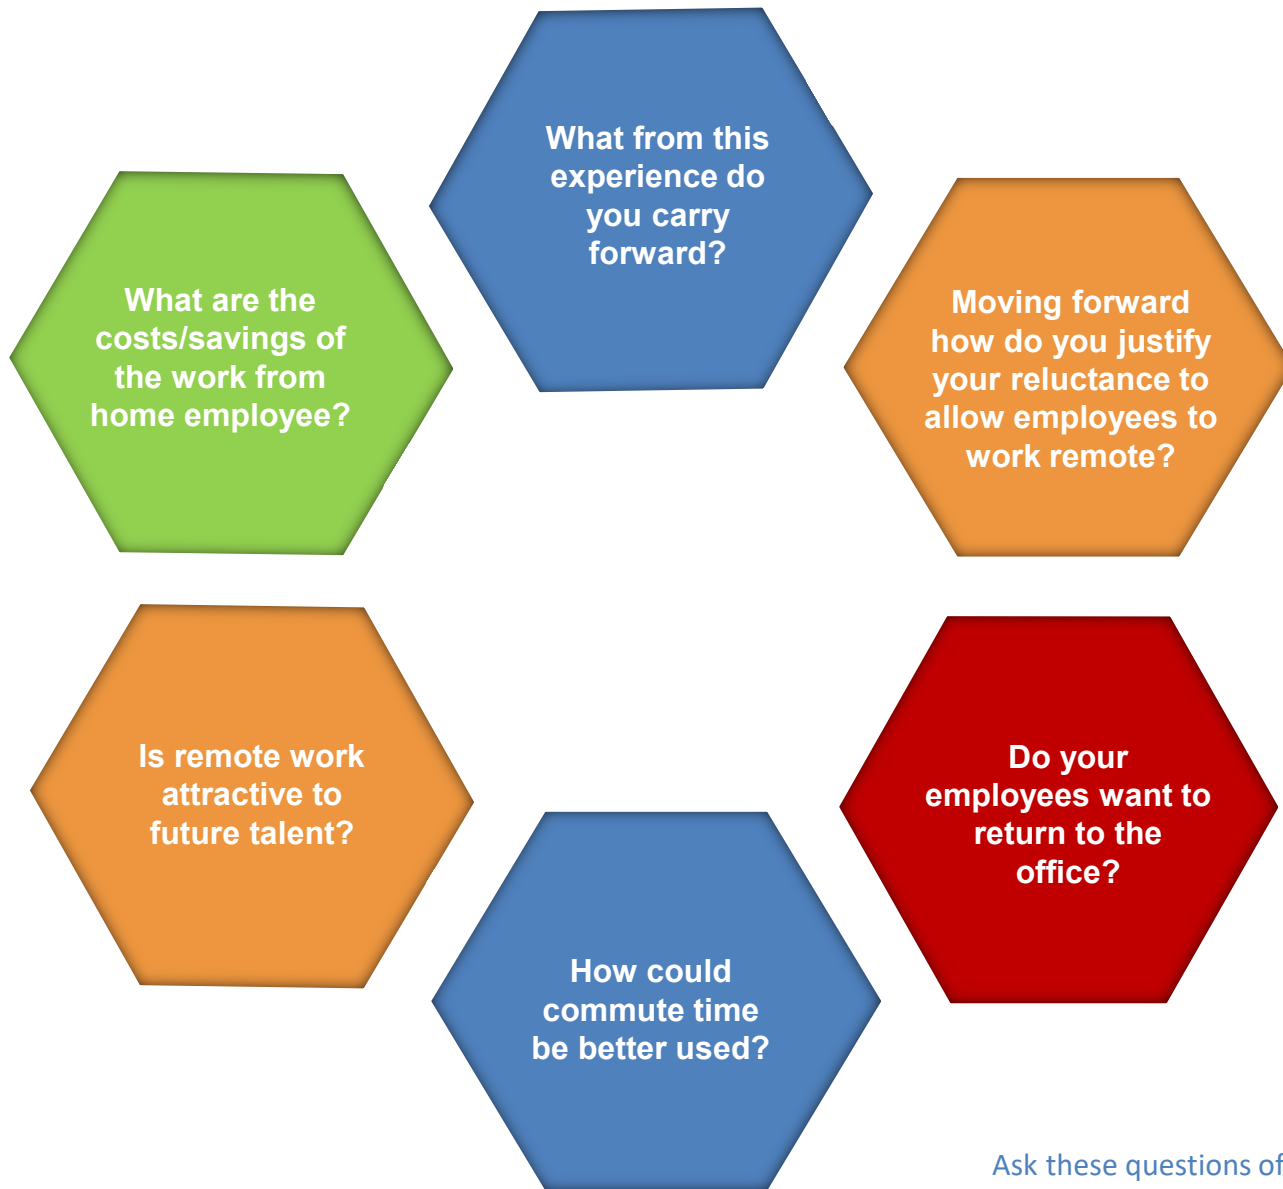 What from this
experience do
you carry
forward?
Moving forward
how do you justify
your reluctance to
allow employees to
work remote?
Do your
employees want to
return to the
office?
How could
commute time
be better used?
Is remote work
attractive to
future talent?
What are the
costs/savings of
the work from
home employee?
Ask these questions of